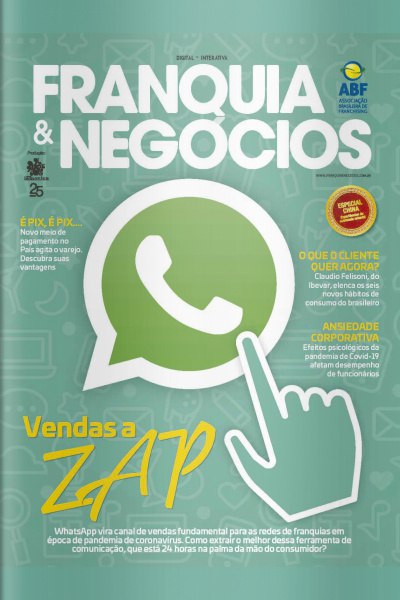 DIGITAL - INTERATIVA
FRANQUIA
& NEGÓCIOS
ABF
ASSOCIAÇÃO
BRASILEIRA DE
FRANCHISING
25
ESPECIAL
CHINA
É PIX, É PIX....
Novo meio de
pagamento no
País agita o varejo.
Descubra suas
vantagens
O QUE O CLIENTE
QUER AGORA?
Claudio Felisoni, do
Ibevar, elenca os seis
novos hábitos de
consumo do brasileiro
ANSIEDADE
CORPORATIVA
Efeitos psicológicos da
pandemia de Covid-19
afetam desempenho
de funcionários
Vendas a
ZAP
WhatsApp vira canal de vendas fundamental para as redes de franquias em
época de pandemia de coronavírus. Como extrair o melhor dessa ferramenta de
comunicação, que está 24 horas na palma da mão do consumidor?